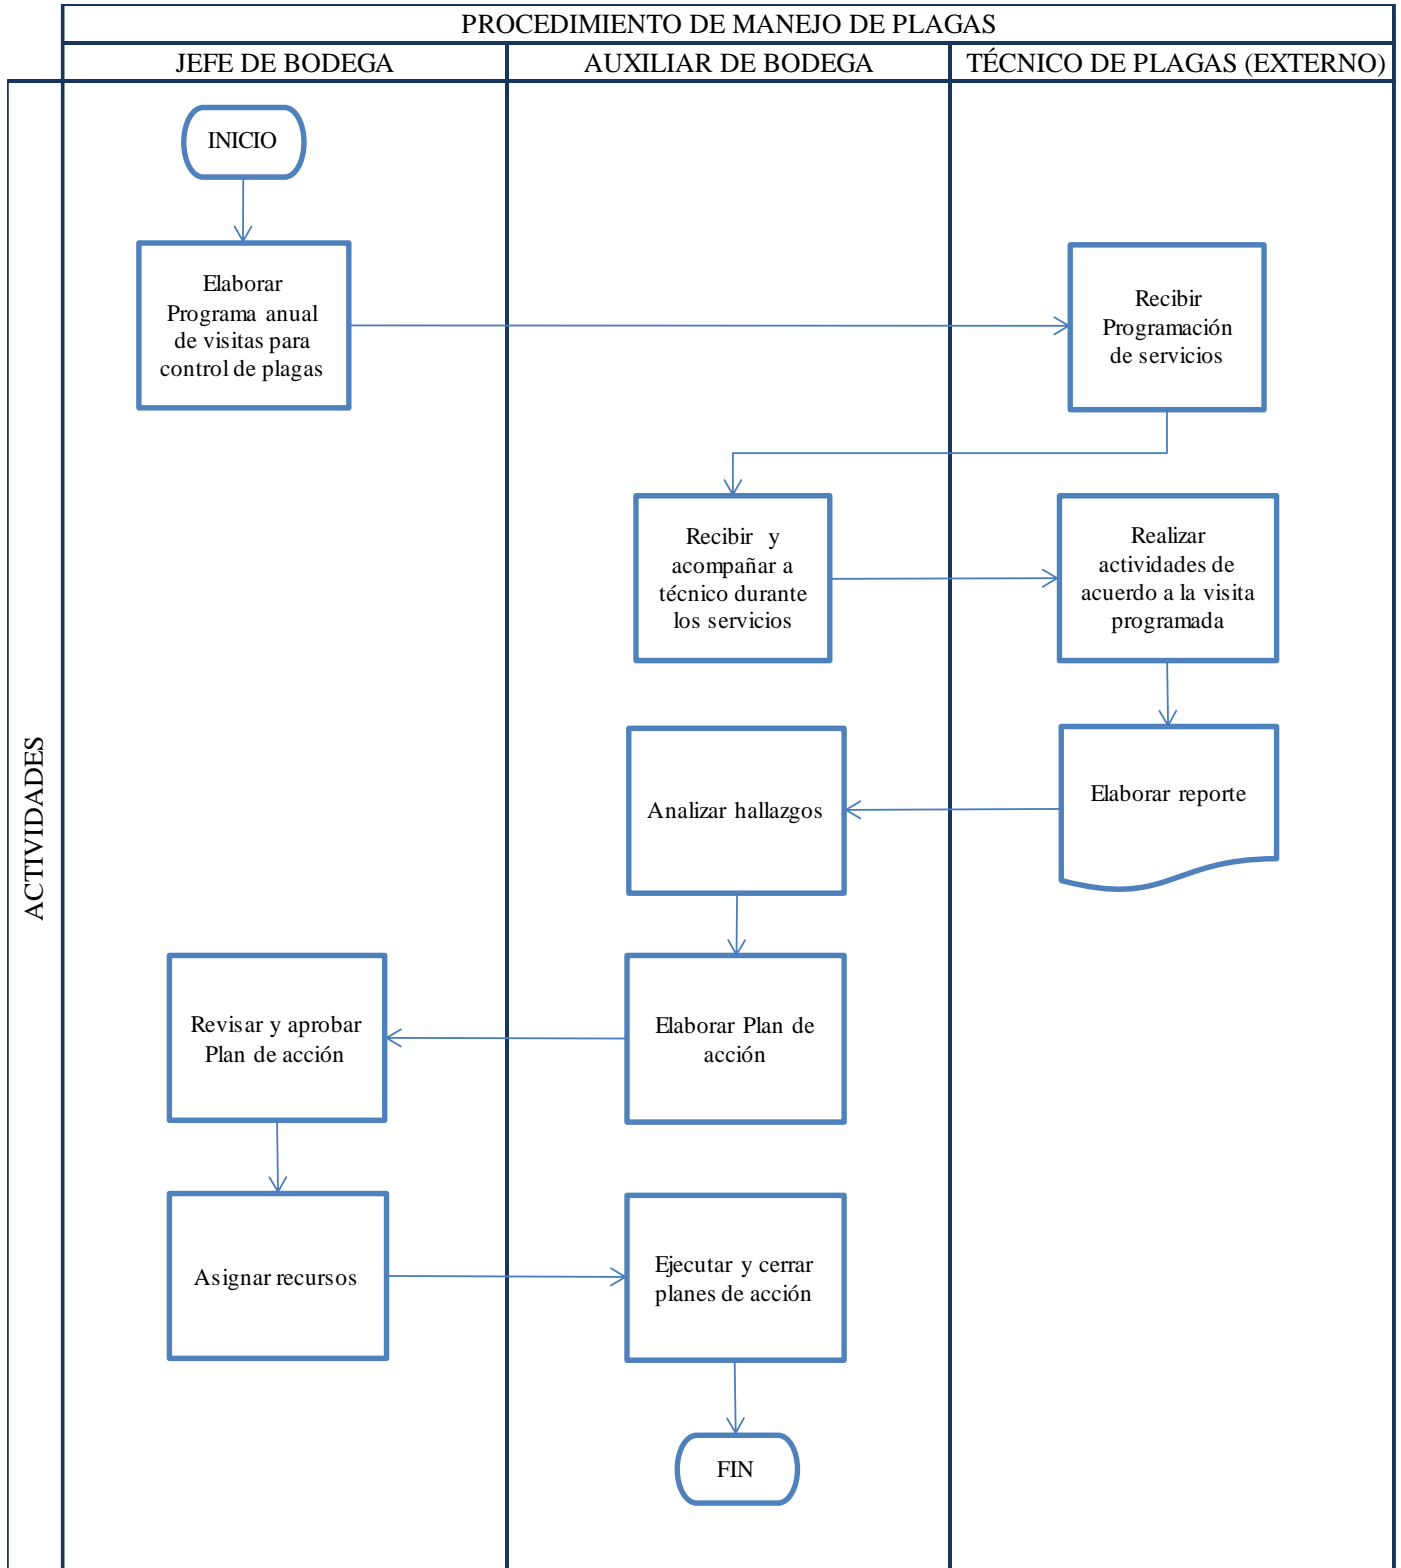 PROCEDIMIENTO DE MANEJO DE PLAGAS
JEFE DE BODEGA
AUXILIAR DE BODEGA
TÉCNICO DE PLAGAS (EXTERNO)
ACTIVIDADES
INICIO
Elaborar
Programa anual
de visitas para
control de plagas
Recibir
Programación
de servicios
Recibir y
acompañar a
técnico durante
los servicios
Realizar
actividades de
acuerdo a la visita
programada
Elaborar reporte
Analizar hallazgos
Elaborar Plan de
acción
Revisar y aprobar
Plan de acción
Asignar recursos
Ejecutar y cerrar
planes de acción
FIN